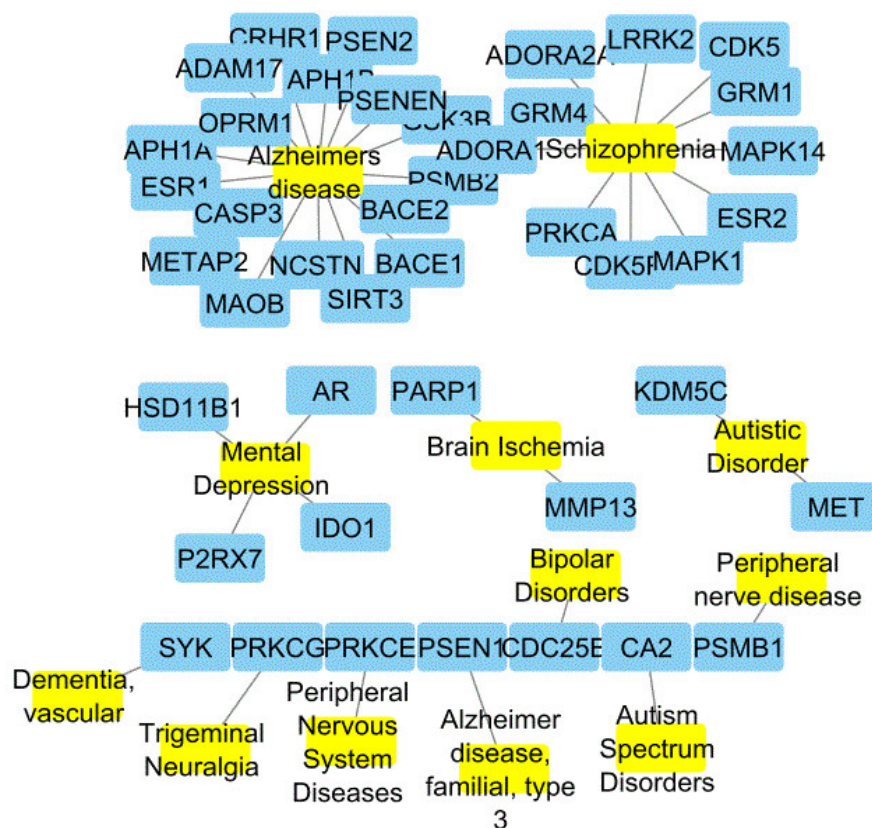 CRHR1
PSEN2
ADAM17
APH1B
PSENEN
OPRM1
GSK3B
APH1A
Alzheimers
disease
ESR1
PSMB2
CASP3
BACE2
METAP2
NCSTN
BACE1
MAOB
SIRT3
ADORA2A
LRRK2
CDK5
GRM1
GRM4
ADORA1
Schizophrenia
MAPK14
ESR2
PRKCA
CDK5R
MAPK1
HSD11B1
AR
Mental
Depression
P2RX7
IDO1
PARP1
Brain Ischemia
MMP13
KDM5C
Autistic
Disorder
MET
Bipolar
Disorders
Peripheral
nerve disease
SYK
PRKCG
PRKCE
PSEN1
CDC25B
CA2
PSMB1
Dementia,
vascular
Trigeminal
Neuralgia
Peripheral
Nervous
System
Diseases
Alzheimer
disease,
familial, type
3
Autism
Spectrum
Disorders